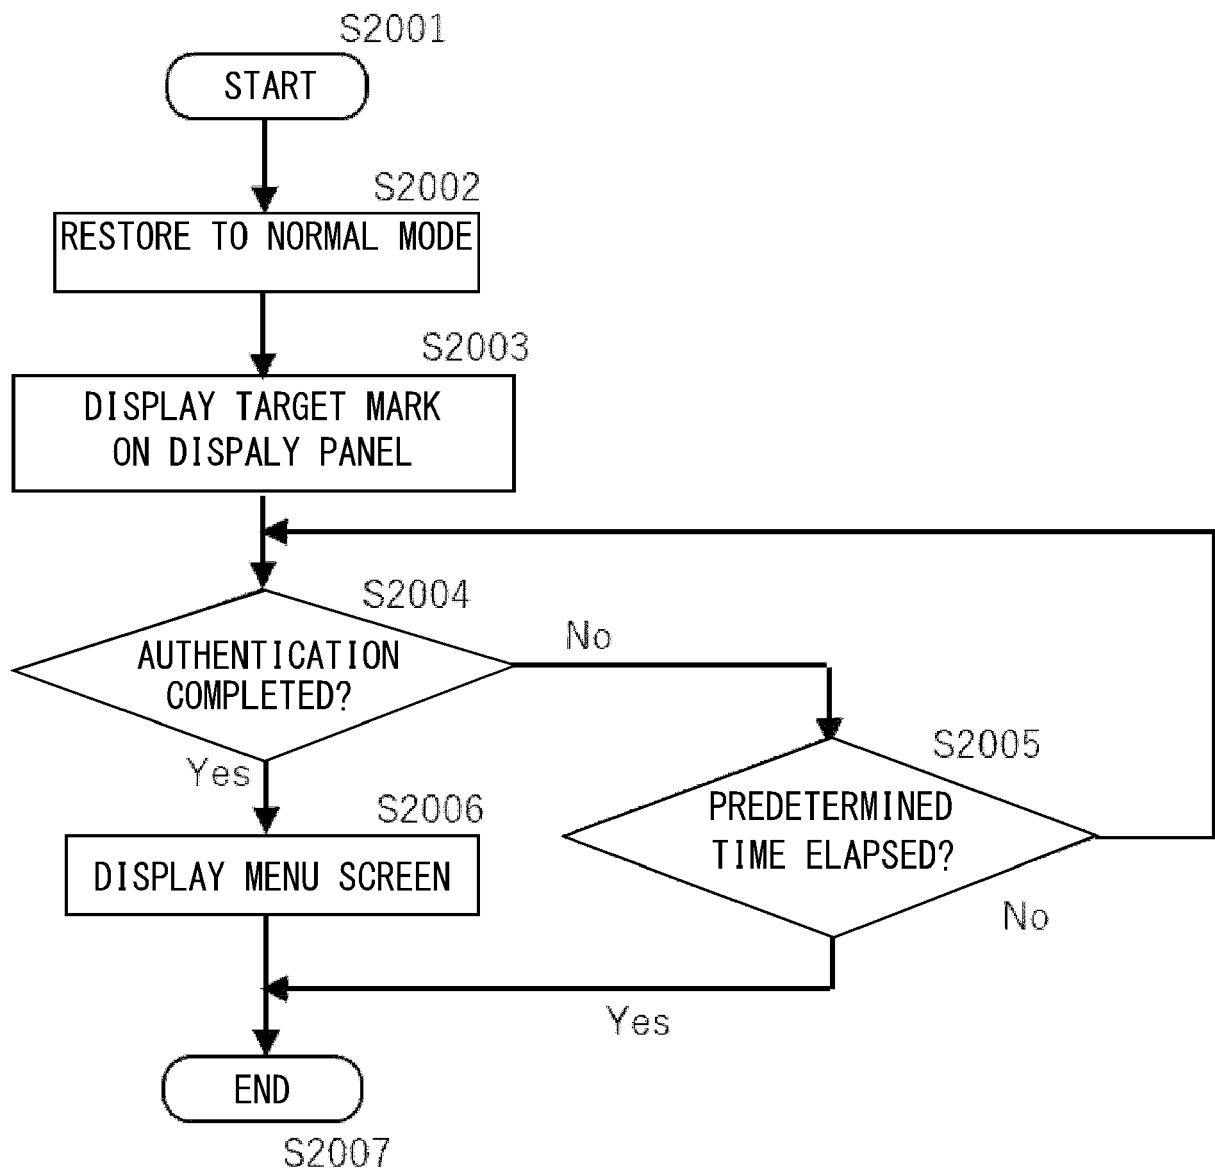 S2001
START
S2002
RESTORE TO NORMAL MODE
S2003
DISPLAY TARGET MARK
ON DISPALY PANEL
S2004
AUTHENTICATION
COMPLETED?
No
Yes
S2005
PREDETERMINED
TIME ELAPSED?
No
Yes
S2006
DISPLAY MENU SCREEN
END
S2007